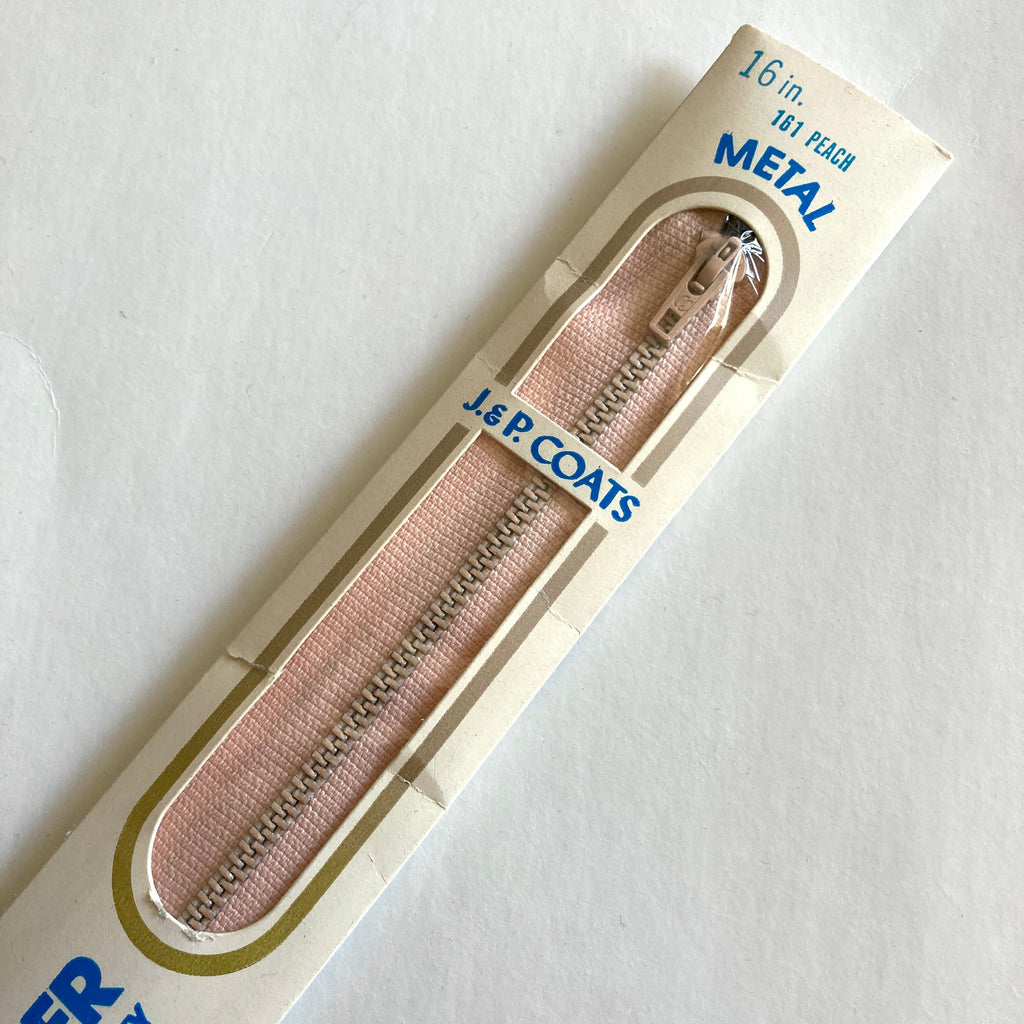 16 in.
161 PEACH
METAL
J.&P. COATS